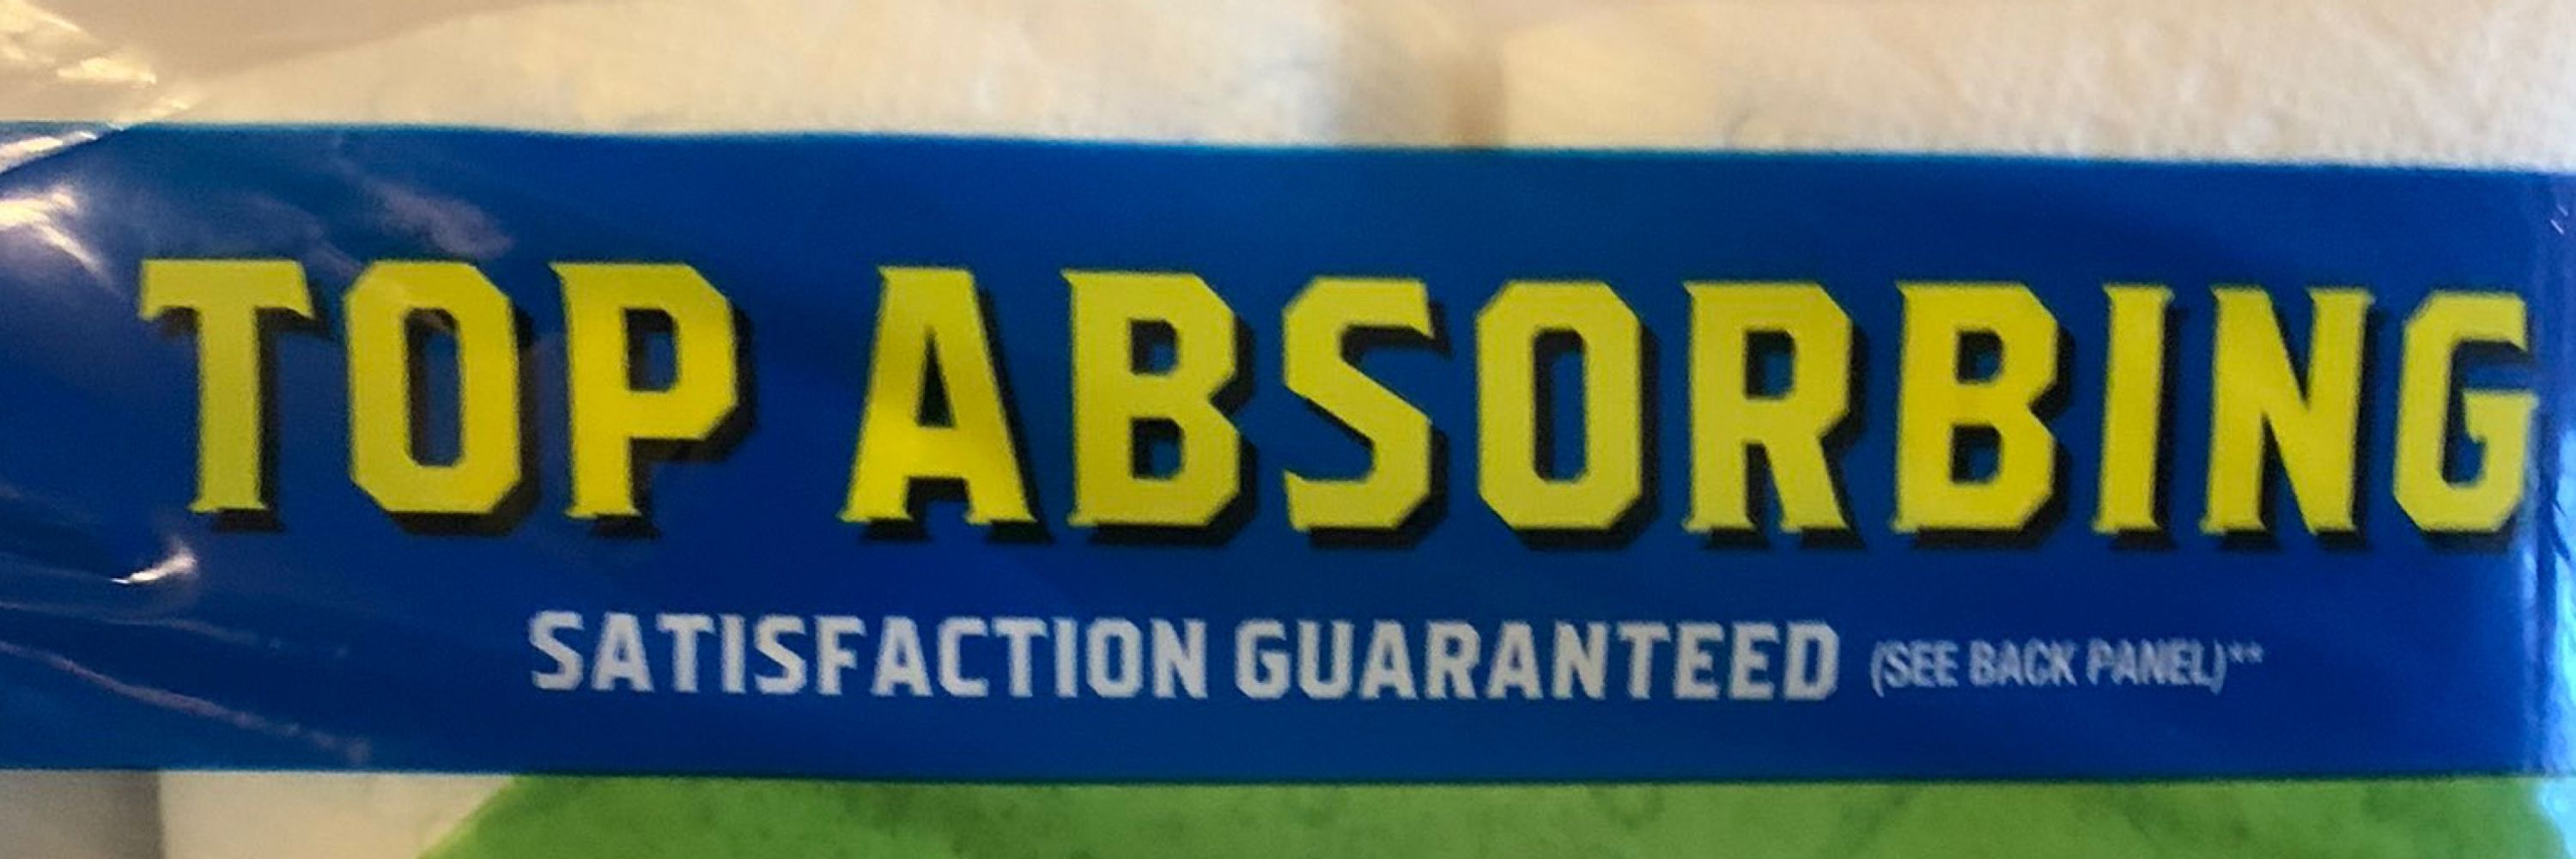 TOP ABSORBING
SATISFACTION GUARANTEED (SEE BACK PANEL)**